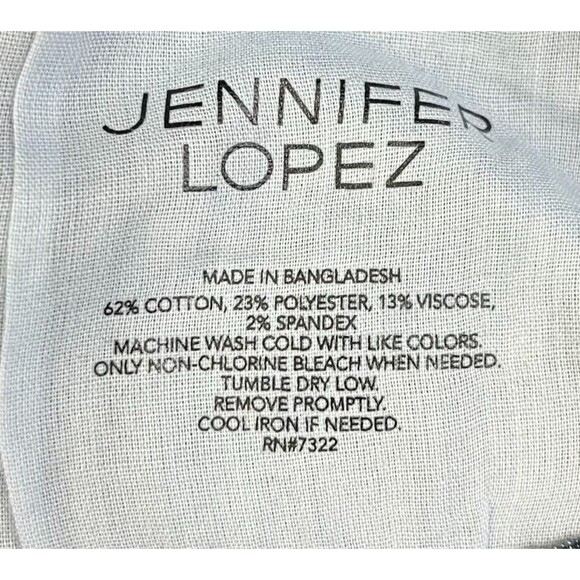 JENNIFER
LOPEZ
MADE IN BANGLADESH
62% COTTON, 23% POLYESTER, 13% VISCOSE,
2% SPANDEX
MACHINE WASH COLD WITH LIKE COLORS.
ONLY NON-CHLORINE BLEACH WHEN NEEDED.
TUMBLE DRY LOW.
REMOVE PROMPTLY.
COOL IRON IF NEEDED.
RN#7322